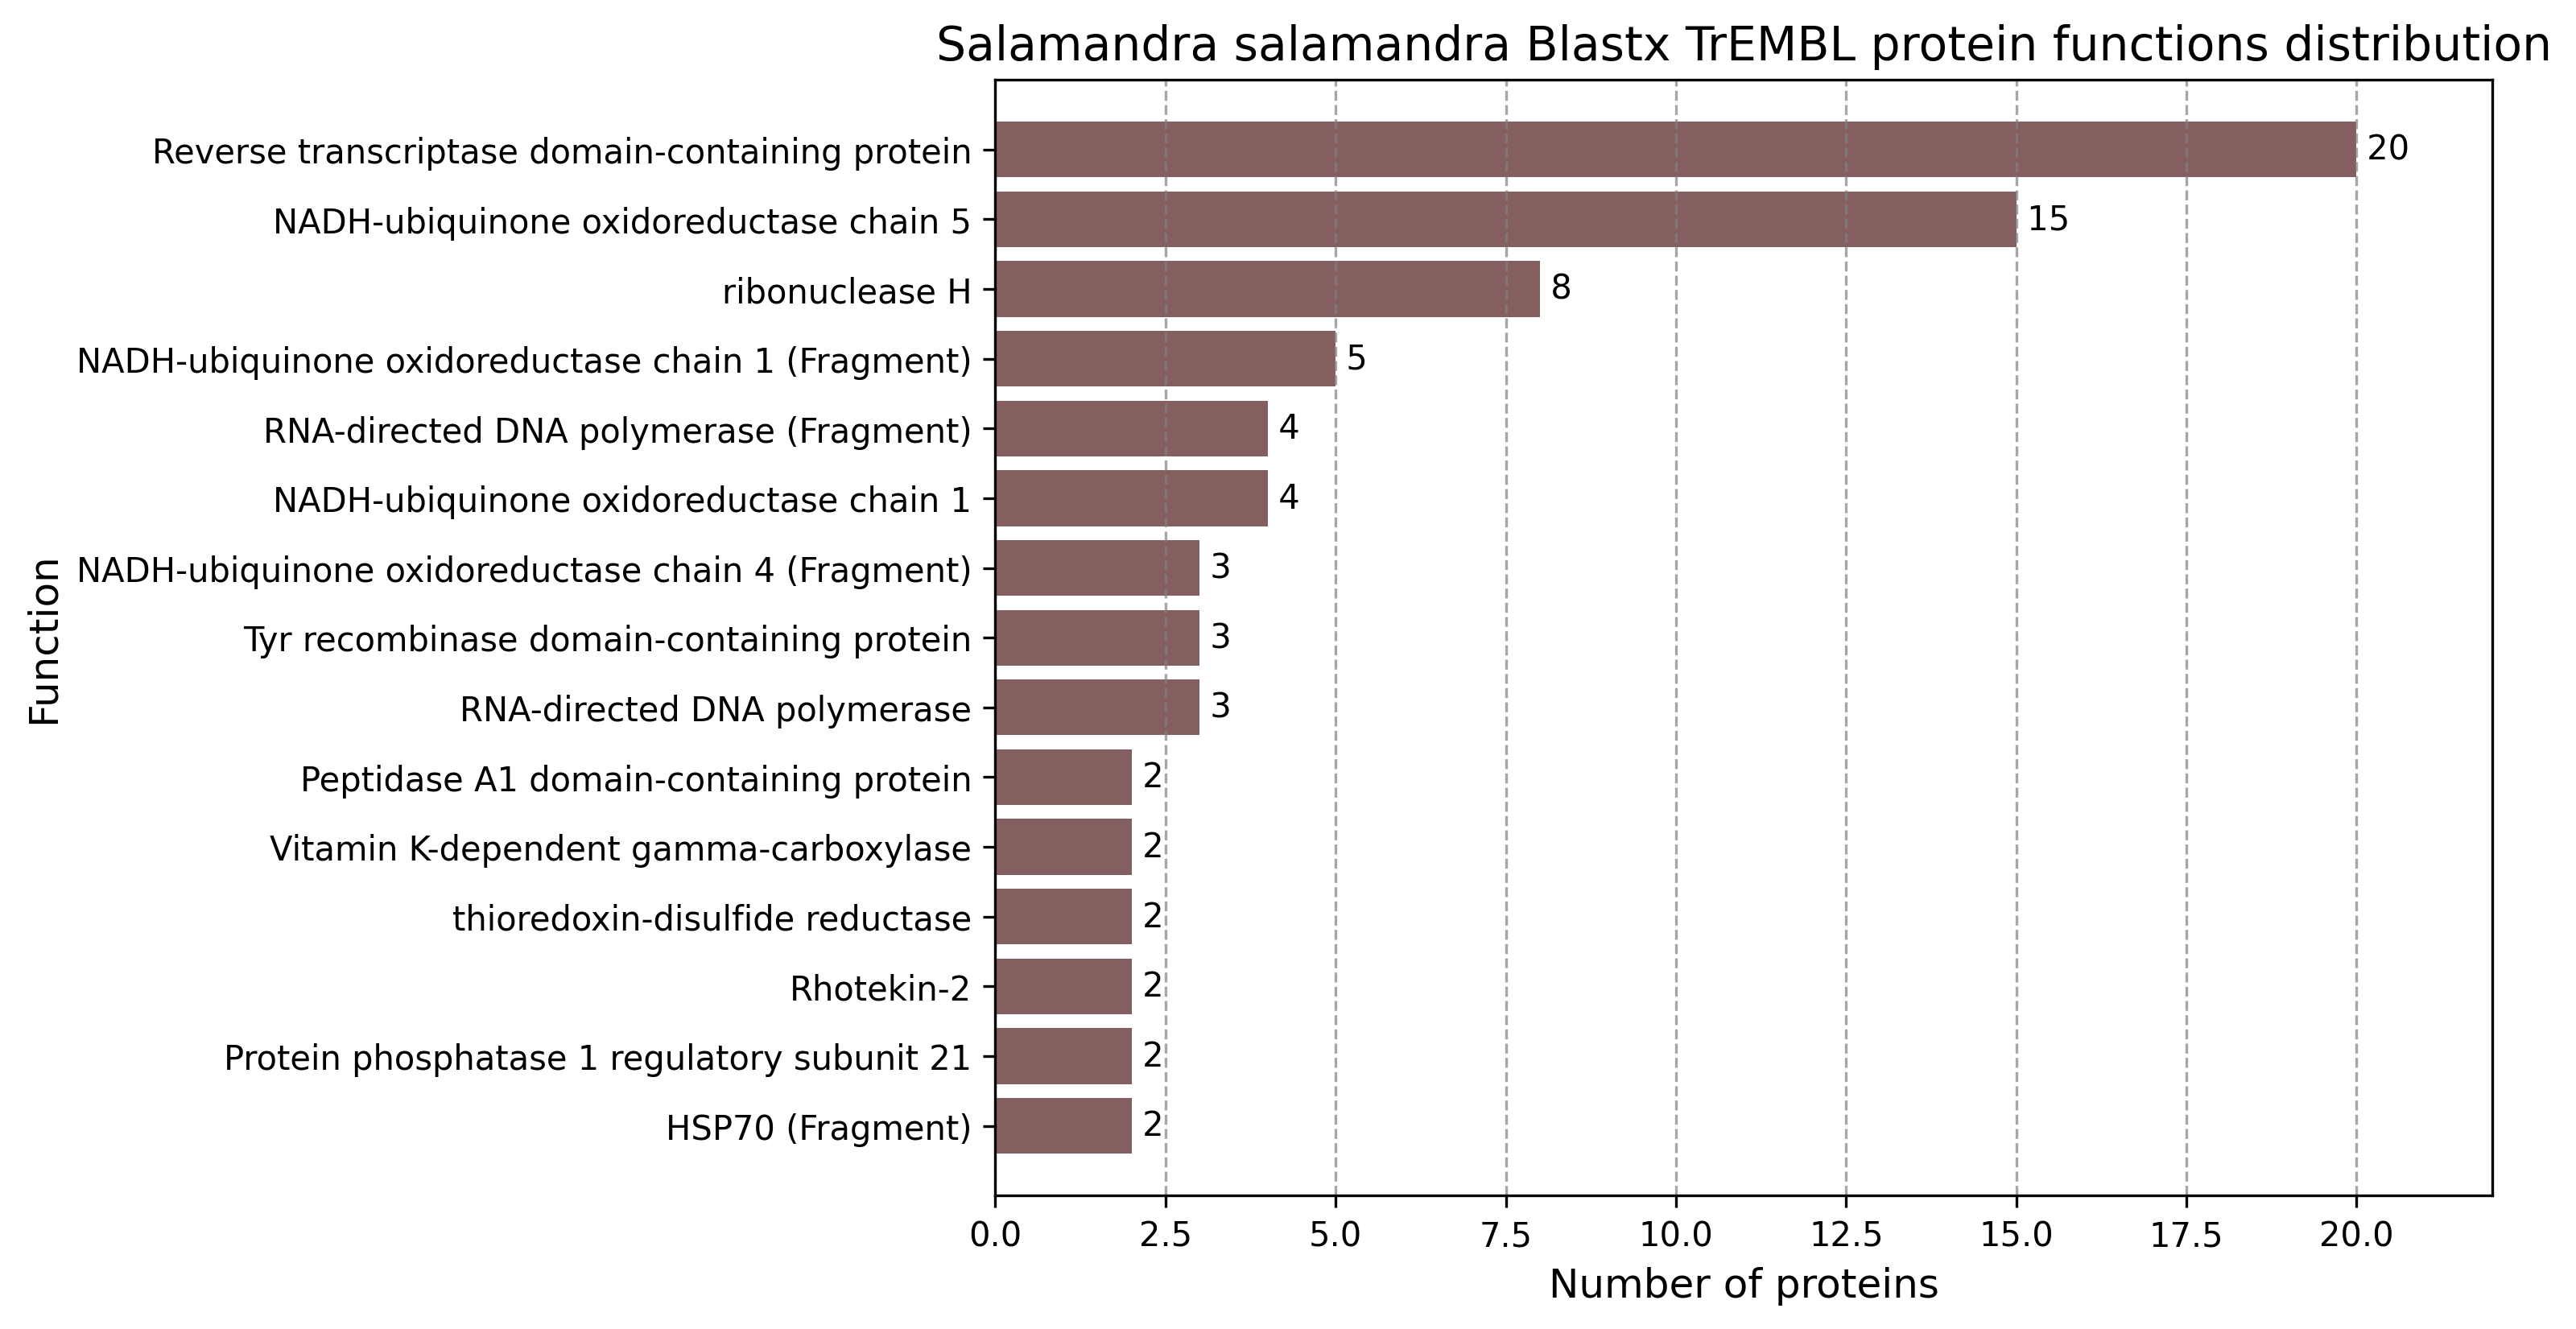 Salamandra salamandra Blastx TrEMBL protein functions distribution
Reverse transcriptase domain-containing protein 20
NADH-ubiquinone oxidoreductase chain 5 15
ribonuclease H 8
NADH-ubiquinone oxidoreductase chain 1 (Fragment) 5
RNA-directed DNA polymerase (Fragment) 4
NADH-ubiquinone oxidoreductase chain 1 4
NADH-ubiquinone oxidoreductase chain 4 (Fragment) 3
Tyr recombinase domain-containing protein 3
RNA-directed DNA polymerase 3
Peptidase A1 domain-containing protein 2
Vitamin K-dependent gamma-carboxylase 2
thioredoxin-disulfide reductase 2
Rhotekin-2 2
Protein phosphatase 1 regulatory subunit 21 2
HSP70 (Fragment) 2
Function
0.0 2.5 5.0 7.5 10.0 12.5 15.0 17.5 20.0
Number of proteins